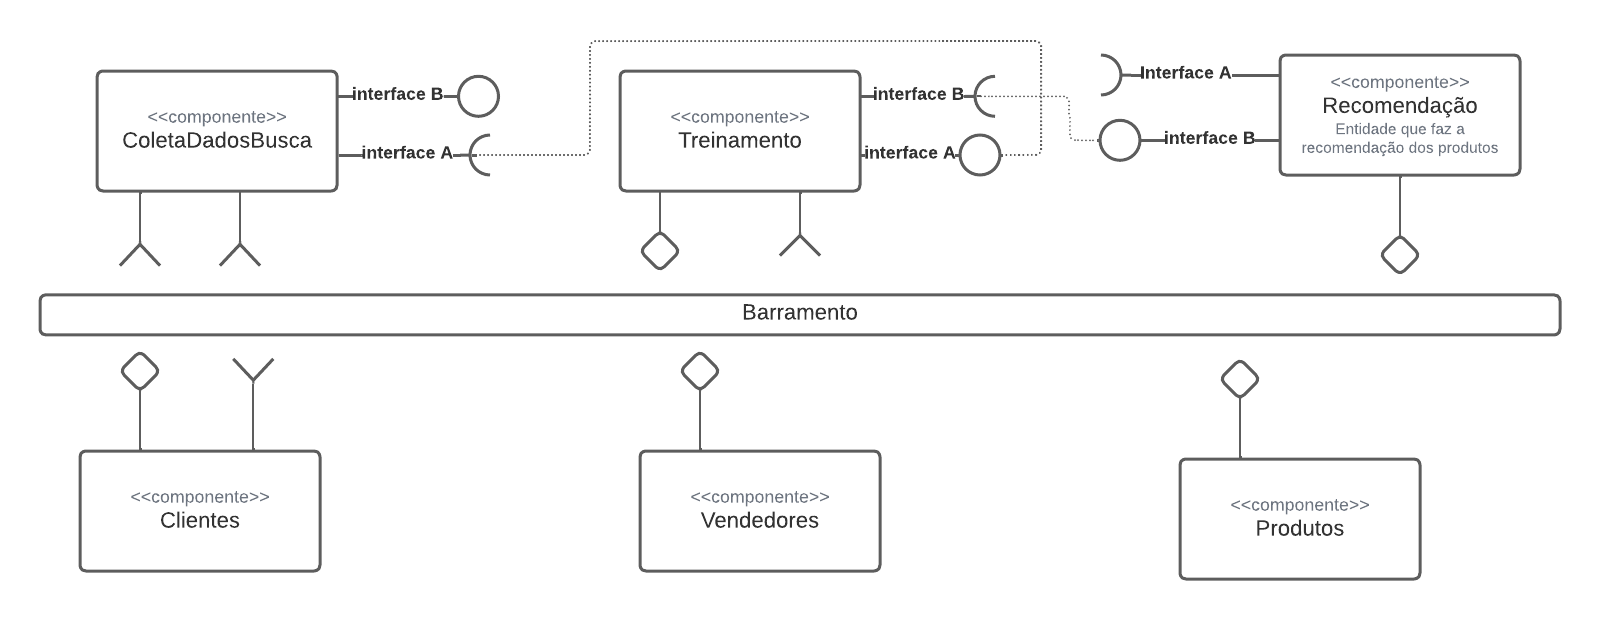 <<componente>>
ColetaDadosBusca
interface B
interface A
<<componente>>
Treinamento
interface B
interface A
Interface A
interface B
<<componente>>
Recomendação
Entidade que faz a
recomendação dos produtos
Barramento
<<componente>>
Clientes
<<componente>>
Vendedores
<<componente>>
Produtos